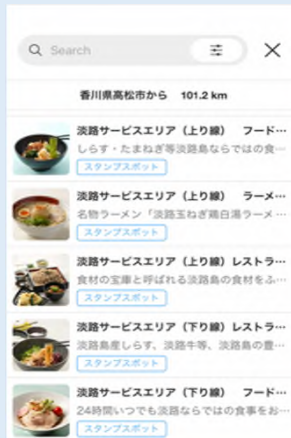 Search
香川県高松市から 101.2 km
淡路サービスエリア（上り線） フード…
しらす・たまねぎ等淡路島ならではの食…
スタンプスポット
淡路サービスエリア（上り線） ラーメ…
名物ラーメン「淡路玉ねぎ鶏白湯ラーメ…
スタンプスポット
淡路サービスエリア（上り線）レストラ…
食材の宝庫と呼ばれる淡路島の食材をふ…
スタンプスポット
淡路サービスエリア（下り線）レストラ…
淡路島産しらす、淡路牛等、淡路島の豊…
スタンプスポット
淡路サービスエリア（下り線） フード…
24時間いつでも淡路ならではの食事をお…
スタンプスポット